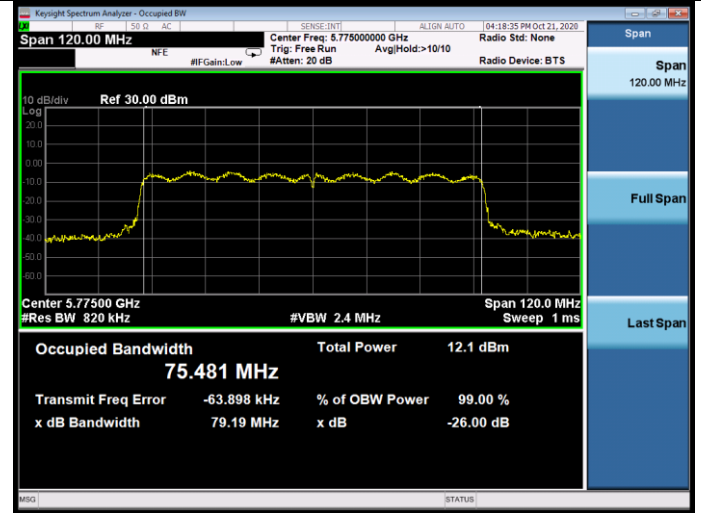 Keysight Spectrum Analyzer - Occupied BW
RF 50 Ω AC SENSE:INT ALIGN AUTO 04:18:35 PM Oct 21, 2020
Span 120.00 MHz Center Freq: 5.775000000 GHz Radio Std: None
NFE Trig: Free Run Avg|Hold:>10/10
#IFGain:Low #Atten: 20 dB Radio Device: BTS
Span
Span
120.00 MHz
Full Span
Last Span
10 dB/div Ref 30.00 dBm
Log
20.0
10.0
0.00
-10.0
-20.0
-30.0
-40.0
-50.0
-60.0
Center 5.77500 GHz Span 120.0 MHz
#Res BW 820 kHz #VBW 2.4 MHz Sweep 1 ms
Occupied Bandwidth Total Power 12.1 dBm
75.481 MHz
Transmit Freq Error -63.898 kHz % of OBW Power 99.00 %
x dB Bandwidth 79.19 MHz x dB -26.00 dB
MSG STATUS